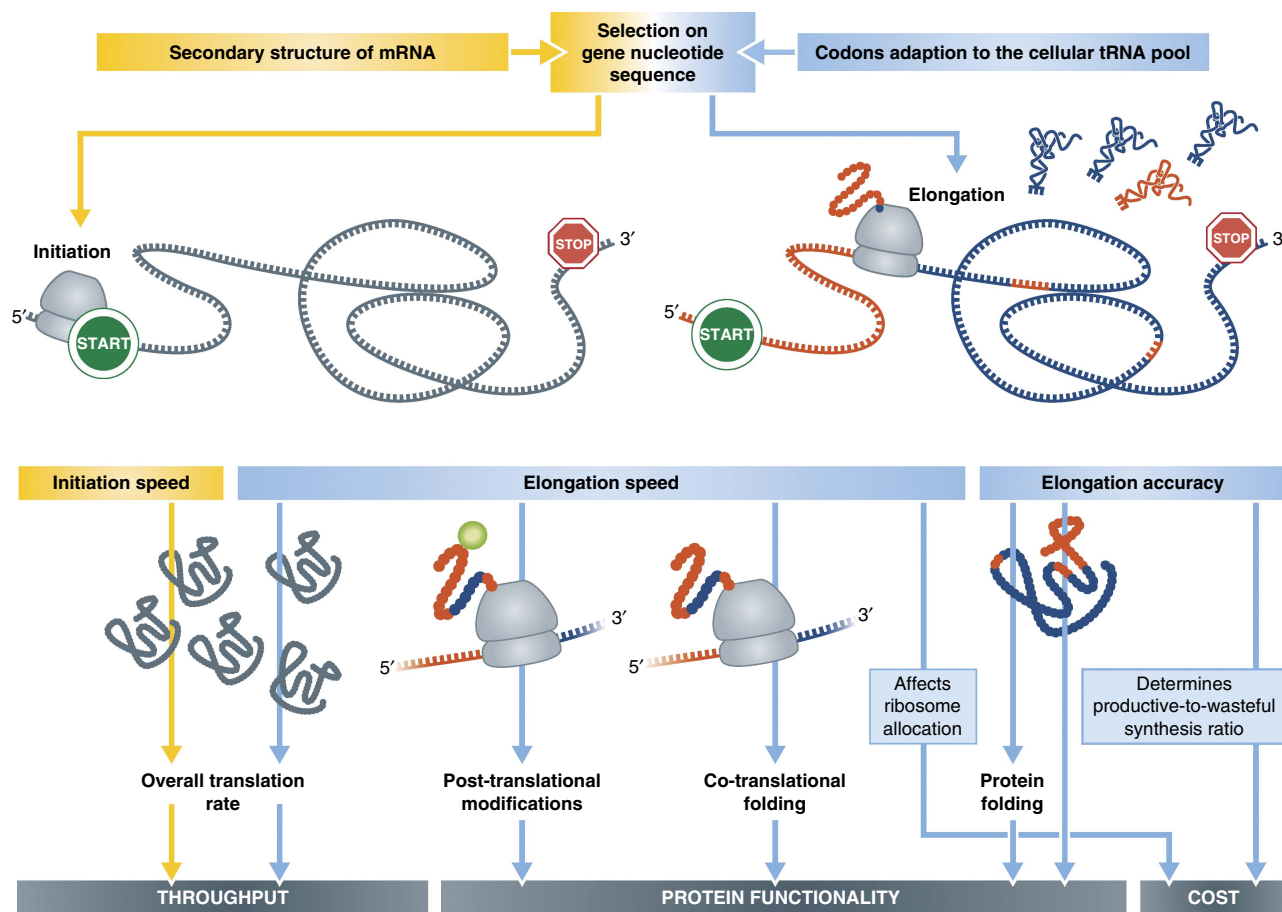 Secondary structure of mRNA
Selection on
gene nucleotide
sequence
Codons adaption to the cellular tRNA pool
Initiation
5′
START
STOP
3′
Elongation
5′
START
STOP
3′
Initiation speed
Elongation speed
Elongation accuracy
5′
3′
5′
3′
Affects
ribosome
allocation
Determines
productive-to-wasteful
synthesis ratio
Overall translation
rate
Post-translational
modifications
Co-translational
folding
Protein
folding
THROUGHPUT
PROTEIN FUNCTIONALITY
COST